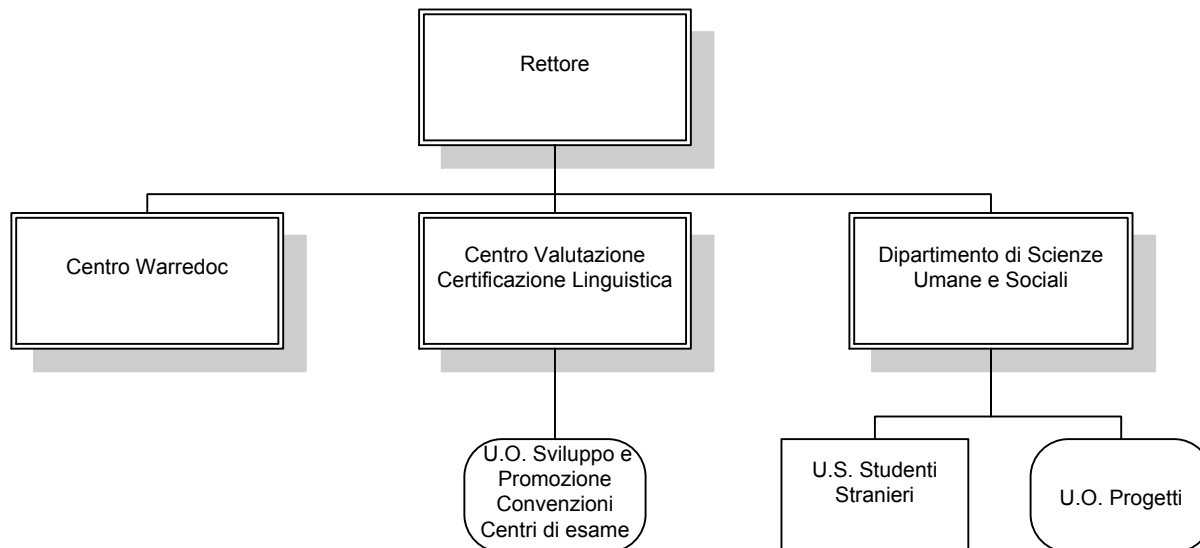 Rettore
Centro Warredoc
Centro Valutazione
Certificazione Linguistica
Dipartimento di Scienze
Umane e Sociali
U.O. Sviluppo e
Promozione
Convenzioni
Centri di esame
U.S. Studenti
Stranieri
U.O. Progetti